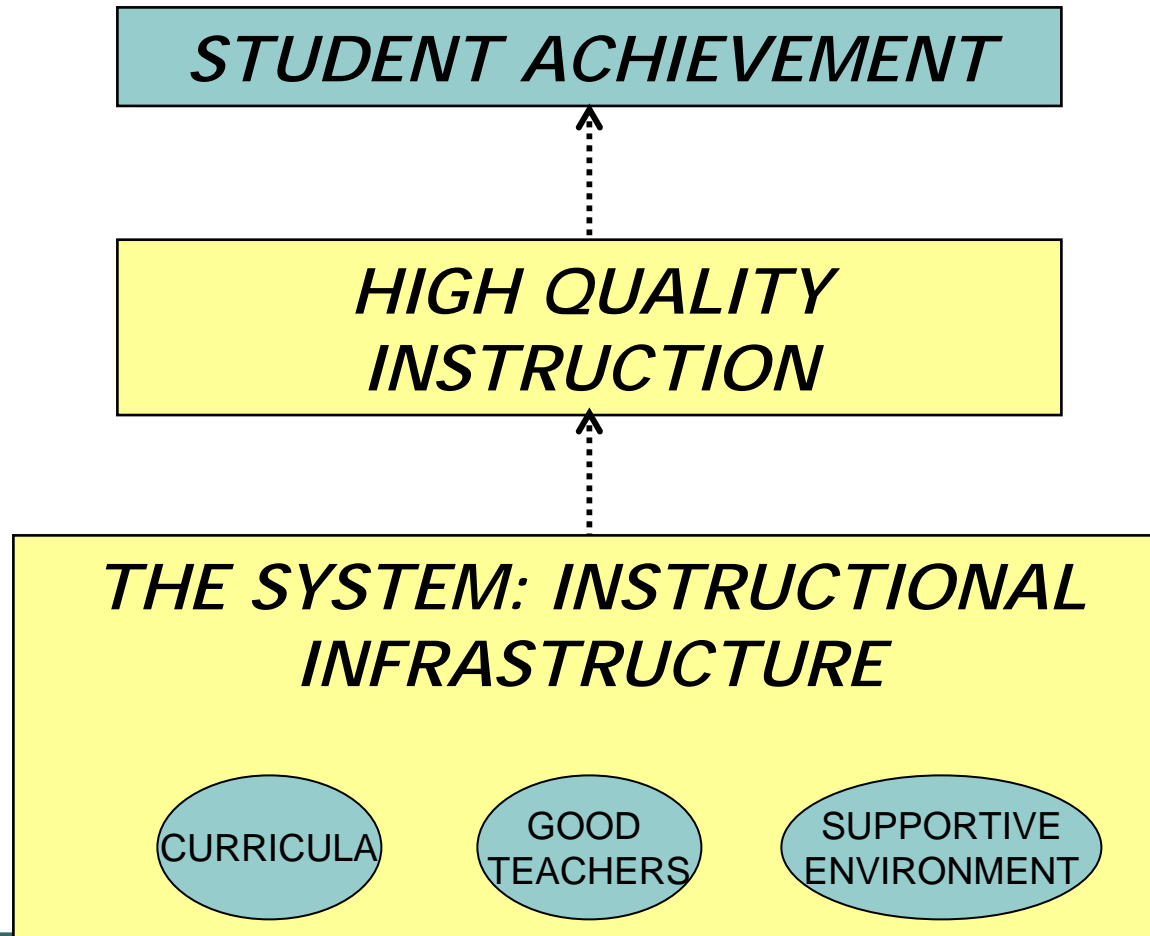 STUDENT ACHIEVEMENT
HIGH QUALITY
INSTRUCTION
THE SYSTEM: INSTRUCTIONAL
INFRASTRUCTURE
CURRICULA
GOOD
TEACHERS
SUPPORTIVE
ENVIRONMENT